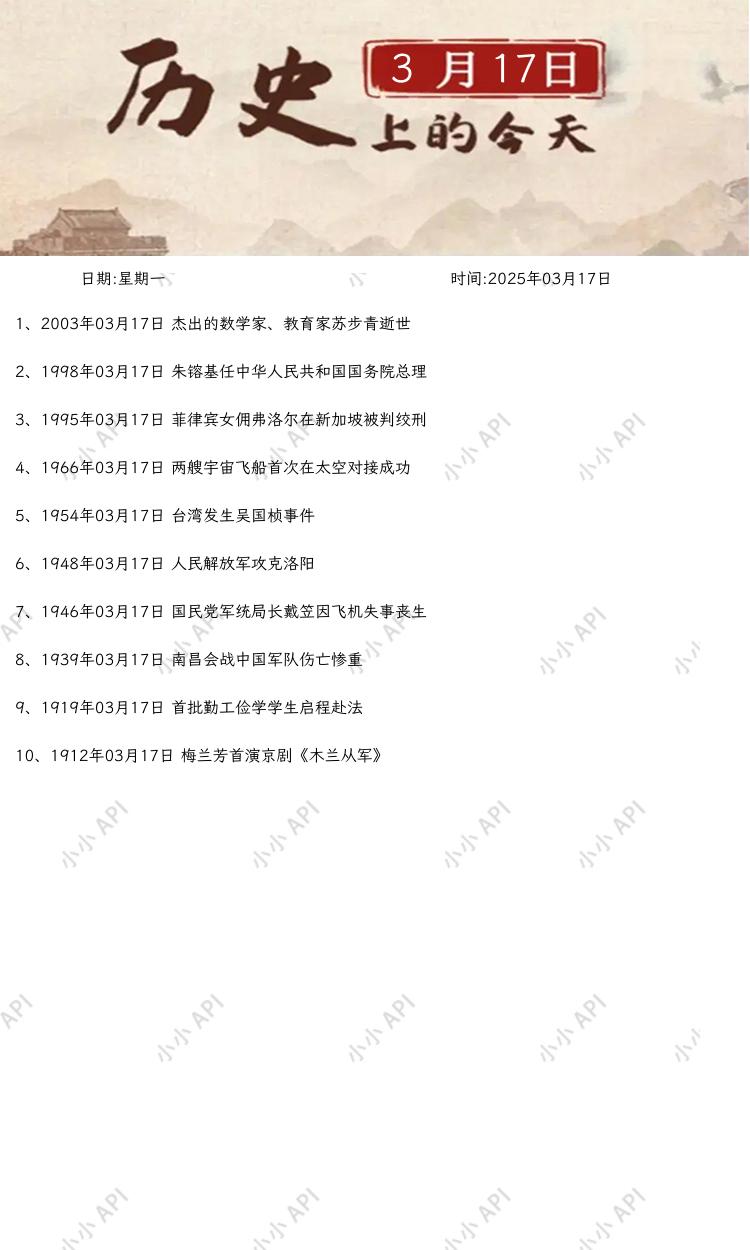 历史
3 月 17日
上的今天
日期:星期一 时间:2025年03月17日
1、2003年03月17日 杰出的数学家、教育家苏步青逝世
2、1998年03月17日 朱镕基任中华人民共和国国务院总理
3、1995年03月17日 菲律宾女佣弗洛尔在新加坡被判绞刑
4、1966年03月17日 两艘宇宙飞船首次在太空对接成功
5、1954年03月17日 台湾发生吴国桢事件
6、1948年03月17日 人民解放军攻克洛阳
7、1946年03月17日 国民党军统局长戴笠因飞机失事丧生
8、1939年03月17日 南昌会战中国军队伤亡惨重
9、1919年03月17日 首批勤工俭学学生启程赴法
10、1912年03月17日 梅兰芳首演京剧《木兰从军》
小小 API